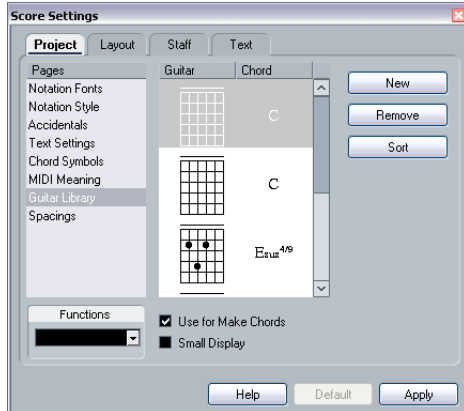 Score Settings
Project Layout Staff Text
Pages
Notation Fonts
Notation Style
Accidentals
Text Settings
Chord Symbols
MIDI Meaning
Guitar Library
Spacings
Functions
Guitar Chord
C
C
Esus4/9
Use for Make Chords
Small Display
New
Remove
Sort
Help Default Apply